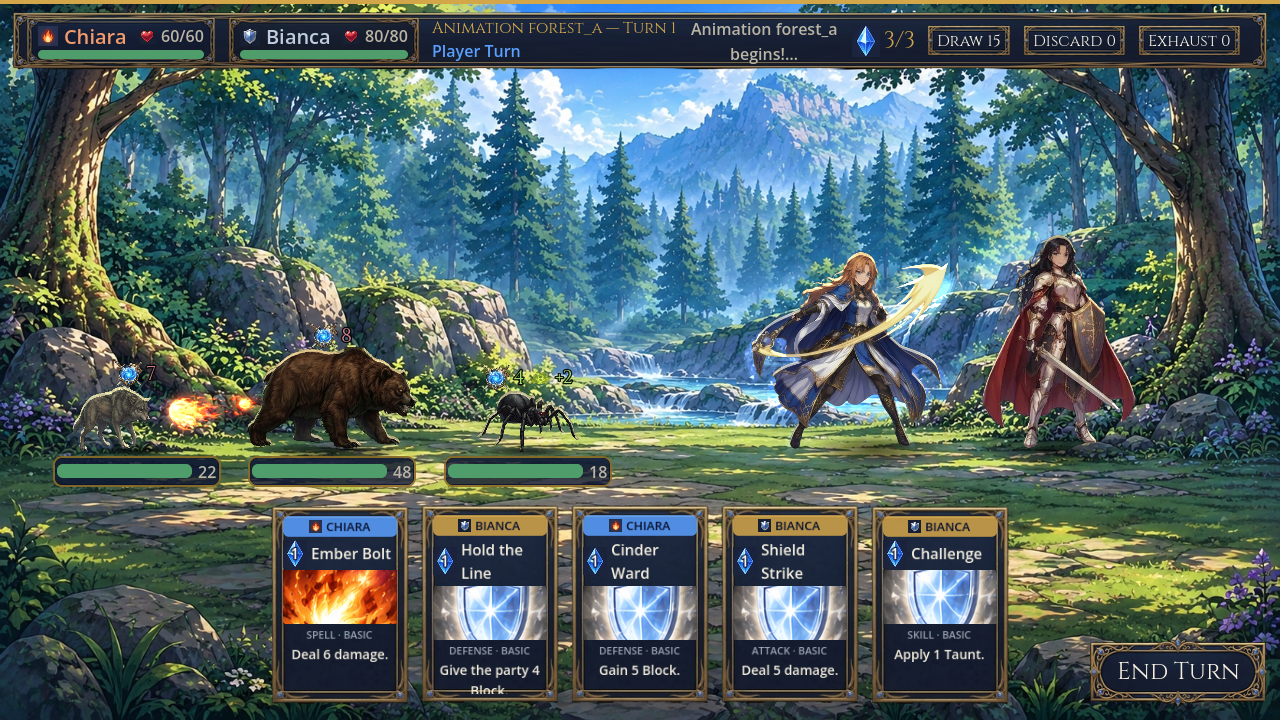 Chiara 60/60
Bianca 80/80
Animation forest_a — Turn 1
Player Turn
Animation forest_a
begins!...
3/3
Draw 15
Discard 0
Exhaust 0
7
8
4 +2
22
48
18
CHIARA
1 Ember Bolt
SPELL · BASIC
Deal 6 damage.
BIANCA
1 Hold the
Line
DEFENSE · BASIC
Give the party 4
Block.
CHIARA
1 Cinder
Ward
DEFENSE · BASIC
Gain 5 Block.
BIANCA
1 Shield
Strike
ATTACK · BASIC
Deal 5 damage.
BIANCA
1 Challenge
SKILL · BASIC
Apply 1 Taunt.
End Turn